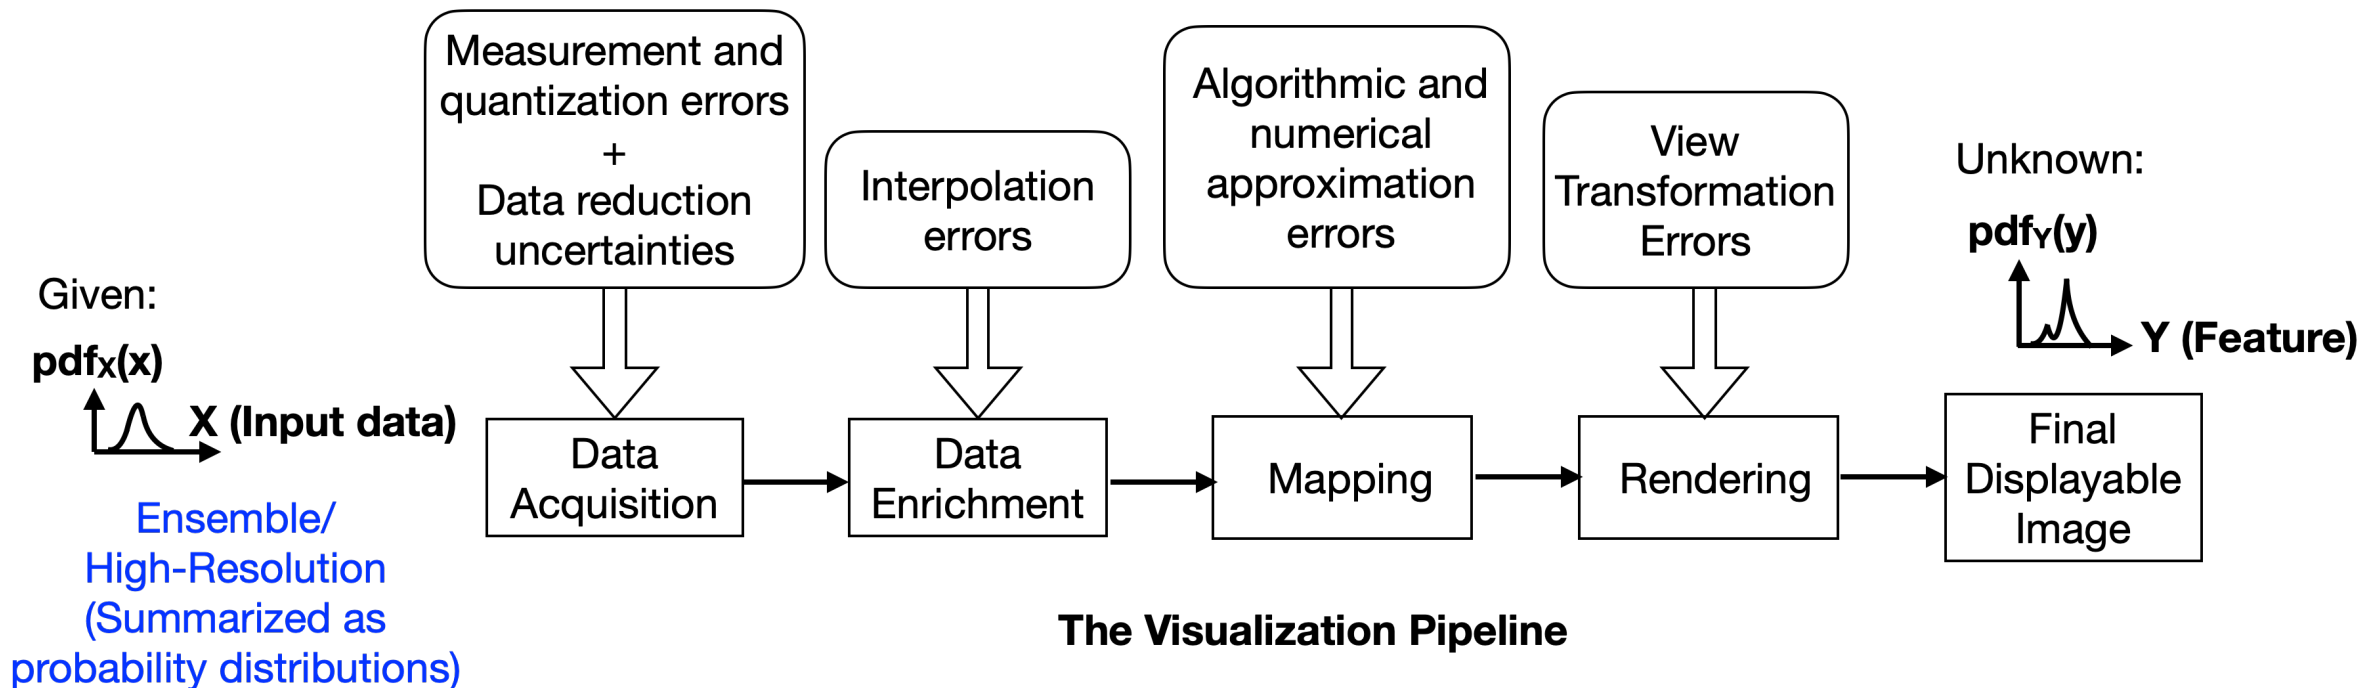 Measurement and
quantization errors
+
Data reduction
uncertainties
Interpolation
errors
Algorithmic and
numerical
approximation
errors
View
Transformation
Errors
Unknown:
pdfY(y)
Y (Feature)
Given:
pdfX(x)
X (Input data)
Ensemble/
High-Resolution
(Summarized as
probability distributions)
Data
Acquisition
Data
Enrichment
Mapping
Rendering
Final
Displayable
Image
The Visualization Pipeline